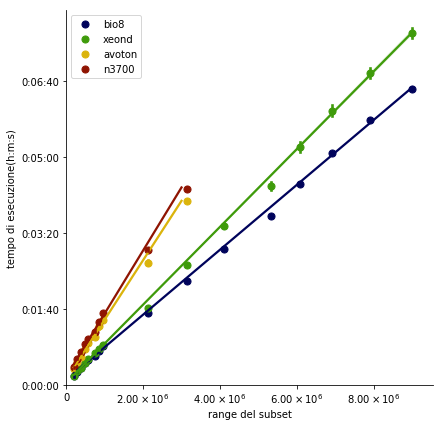 bio8
xeond
avoton
n3700
tempo di esecuzione(h:m:s)
0:06:40
0:05:00
0:03:20
0:01:40
0:00:00
0
2.00 × 10⁶
4.00 × 10⁶
6.00 × 10⁶
8.00 × 10⁶
range del subset